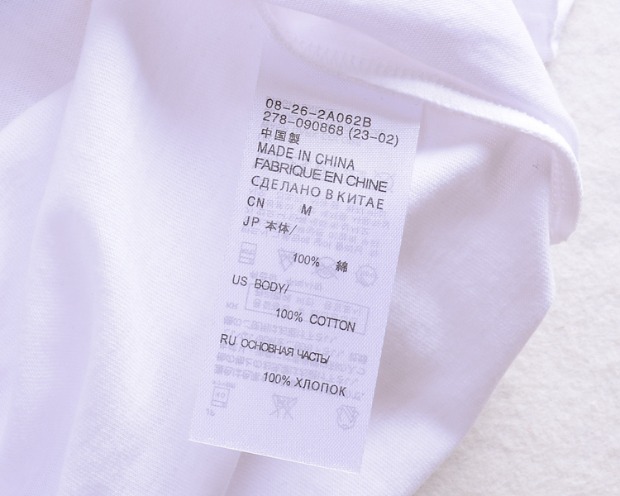 08-26-2A062B
278-090868 (23-02)
中国製
MADE IN CHINA
FABRIQUE EN CHINE
СДЕЛАНО В КИТАЕ
CN M
JP 本体/
100% 綿
US BODY/
100% COTTON
RU ОСНОВНАЯ ЧАСТЬ/
100% ХЛОПОК